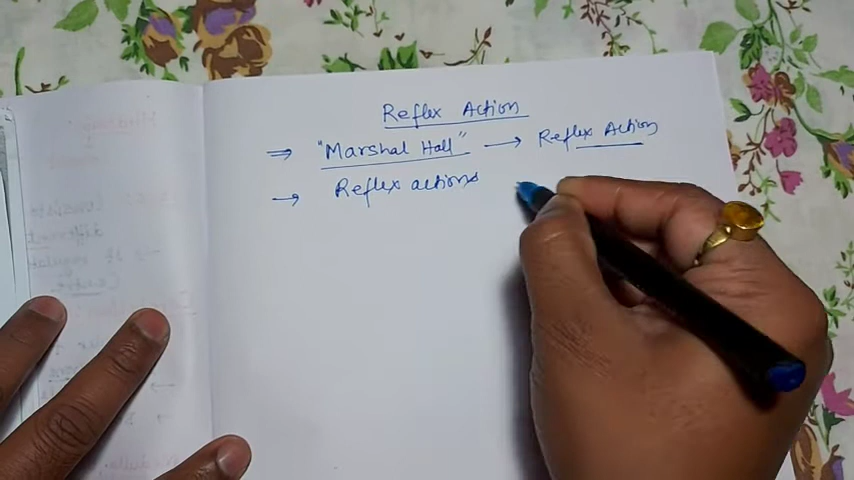 Reflex Action
⇒ "Marshal Hall" → Reflex Action
→ Reflex actions